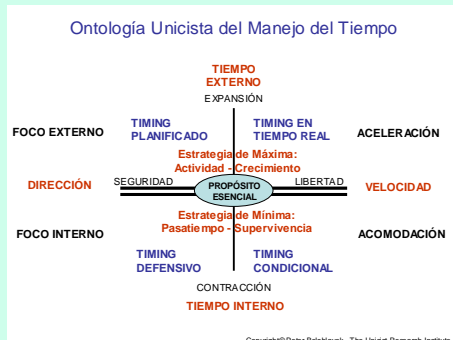 Ontología Unicista del Manejo del Tiempo
TIEMPO
EXTERNO
EXPANSIÓN
FOCO EXTERNO
TIMING
PLANIFICADO
TIMING EN
TIEMPO REAL
ACELERACIÓN
Estrategia de Máxima:
Actividad - Crecimiento
DIRECCIÓN
SEGURIDAD
PROPÓSITO
ESENCIAL
LIBERTAD
VELOCIDAD
Estrategia de Mínima:
Pasatiempo - Supervivencia
FOCO INTERNO
ACOMODACIÓN
TIMING
DEFENSIVO
TIMING
CONDICIONAL
CONTRACCIÓN
TIEMPO INTERNO